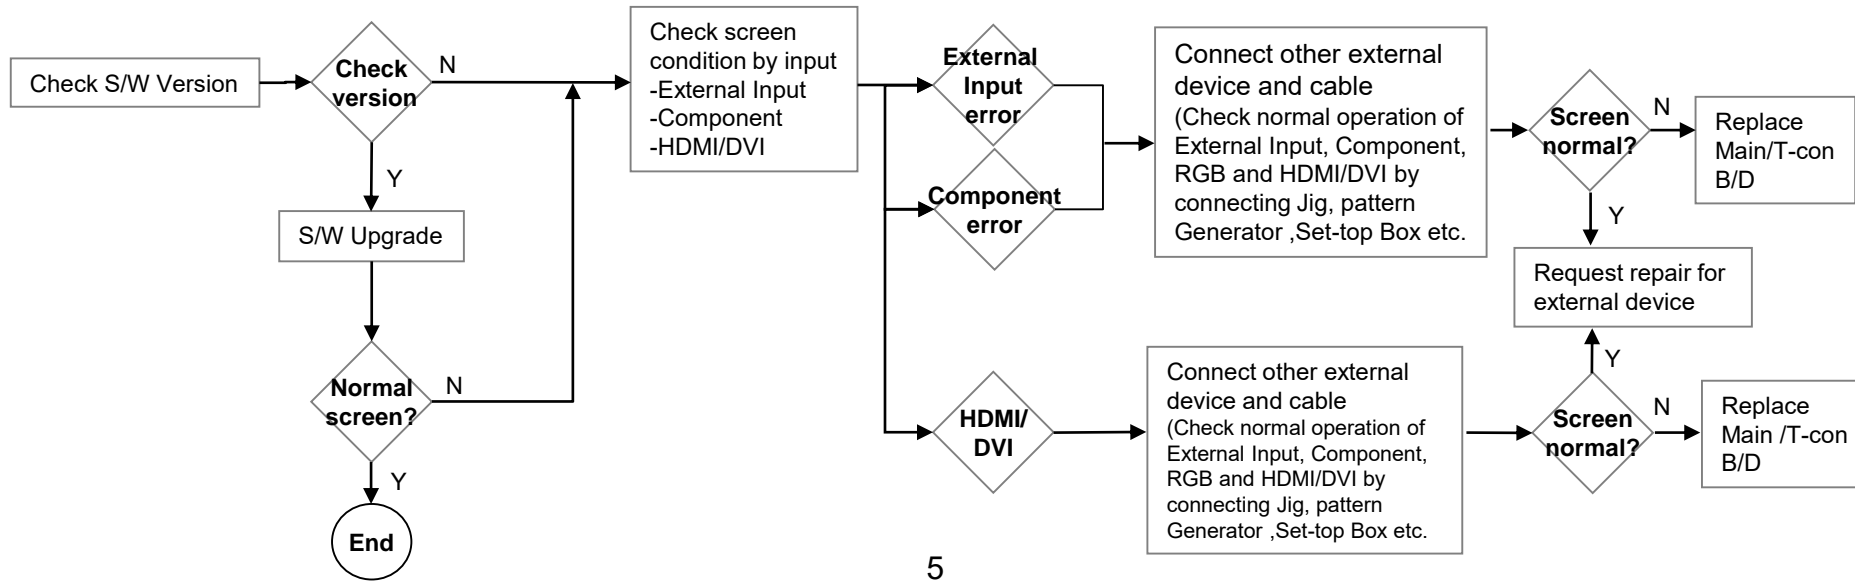 Check S/W Version
Check
version
N
Y
S/W Upgrade
Normal
screen?
N
Y
End
Check screen
condition by input
-External Input
-Component
-HDMI/DVI
External
Input
error
Component
error
HDMI/
DVI
Connect other external
device and cable
(Check normal operation of
External Input, Component,
RGB and HDMI/DVI by
connecting Jig, pattern
Generator ,Set-top Box etc.
Screen
normal?
N
Replace
Main/T-con
B/D
Y
Request repair for
external device
Connect other external
device and cable
(Check normal operation of
External Input, Component,
RGB and HDMI/DVI by
connecting Jig, pattern
Generator ,Set-top Box etc.
Y
Screen
normal?
N
Replace
Main /T-con
B/D
5